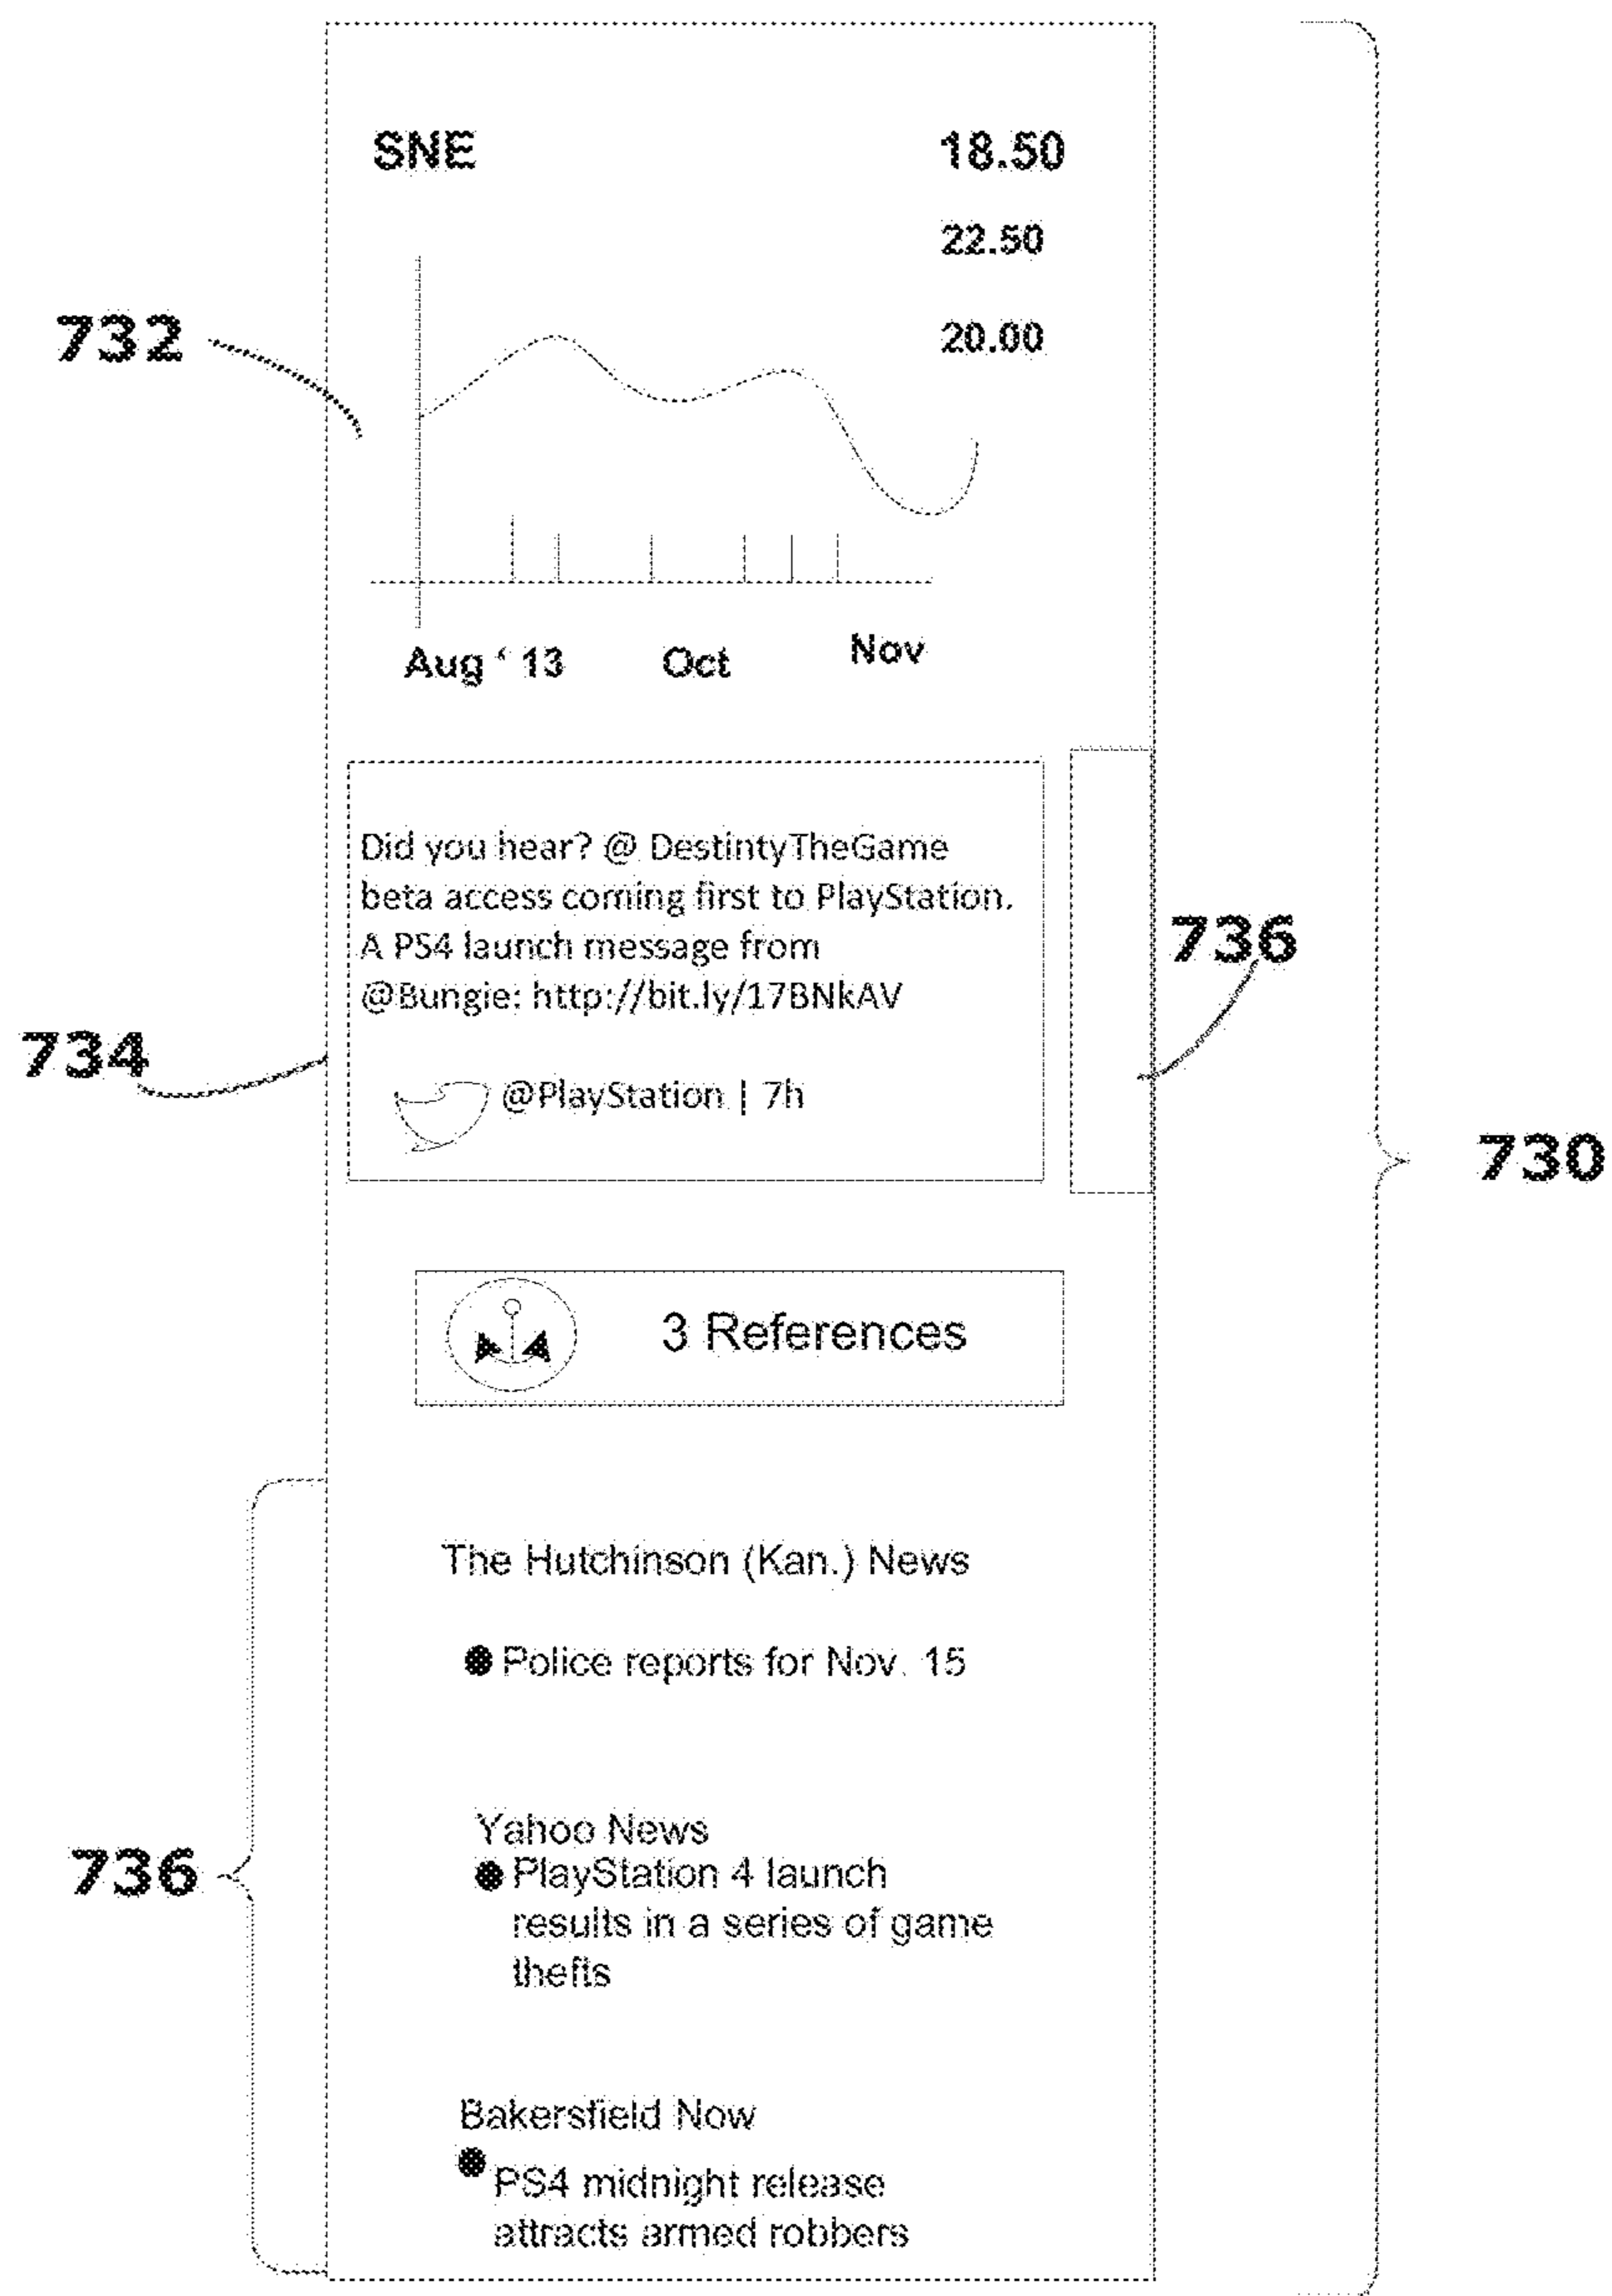 SNE 18.50
22.50
732
20.00
Aug ‘ 13 Oct Nov
Did you hear? @ DestintyTheGame
beta access coming first to PlayStation.
A PS4 launch message from
@Bungie: http://bit.ly/17BNkAV
736
734
@PlayStation | 7h
730
3 References
The Hutchinson (Kan.) News
● Police reports for Nov. 15
Yahoo News
● PlayStation 4 launch
results in a series of game
thefts
736
Bakersfield Now
● PS4 midnight release
attracts armed robbers